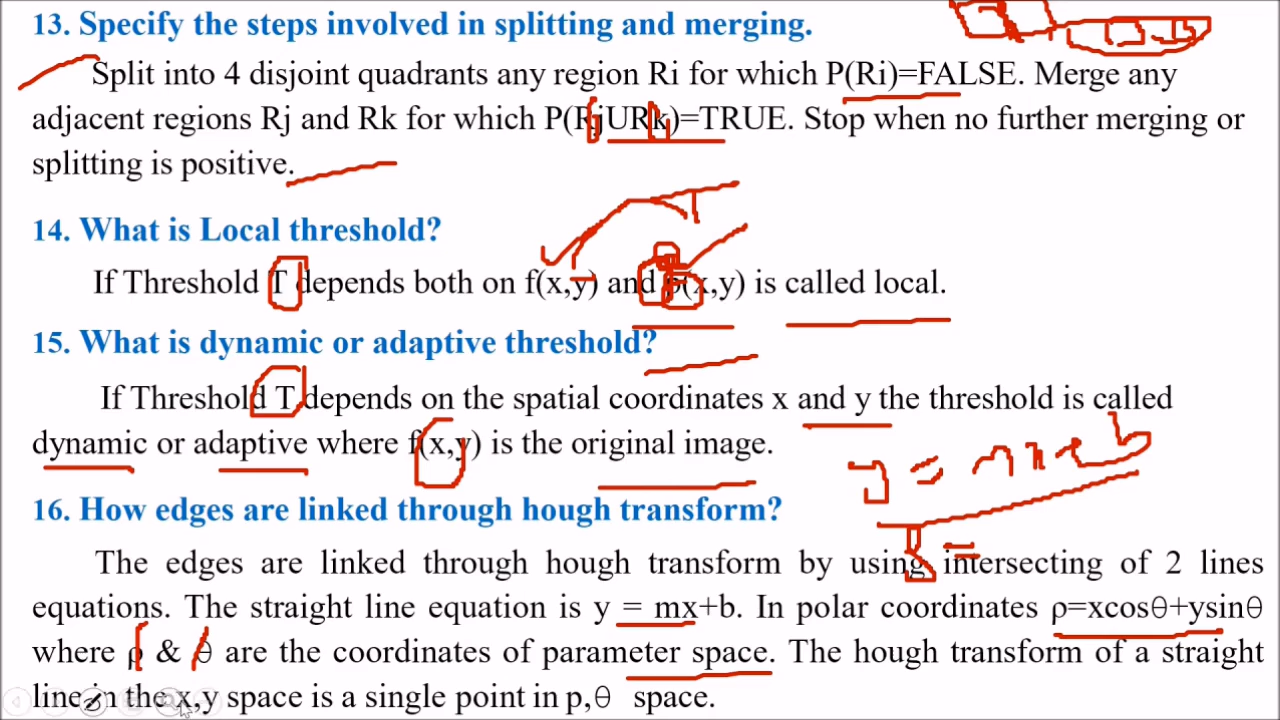 13. Specify the steps involved in splitting and merging.
Split into 4 disjoint quadrants any region Ri for which P(Ri)=FALSE. Merge any
adjacent regions Rj and Rk for which P(RjURk)=TRUE. Stop when no further merging or
splitting is positive.
14. What is Local threshold?
If Threshold T depends both on f(x,y) and p(x,y) is called local.
15. What is dynamic or adaptive threshold?
If Threshold T depends on the spatial coordinates x and y the threshold is called
dynamic or adaptive where f(x,y) is the original image.
y = mx+b
16. How edges are linked through hough transform?
The edges are linked through hough transform by using intersecting of 2 lines
equations. The straight line equation is y = mx+b. In polar coordinates ρ=xcosθ+ysinθ
where ρ & θ are the coordinates of parameter space. The hough transform of a straight
line in the x,y space is a single point in p,θ space.